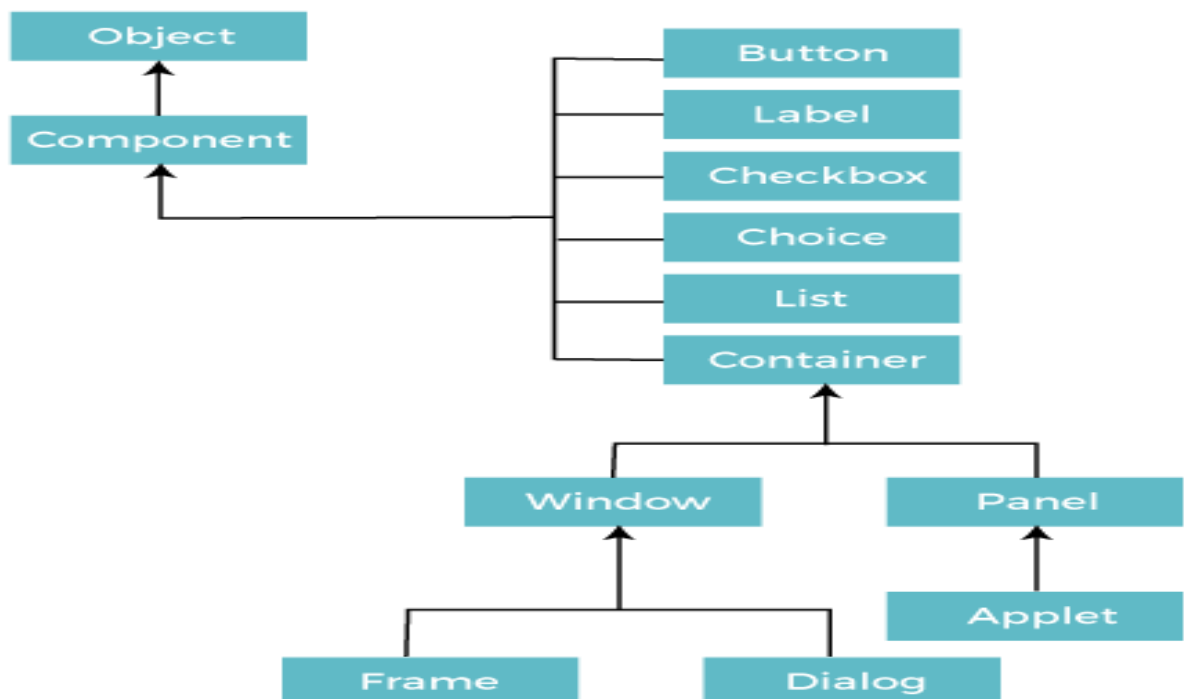 Object
Component
Button
Label
Checkbox
Choice
List
Container
Window
Panel
Applet
Frame
Dialog